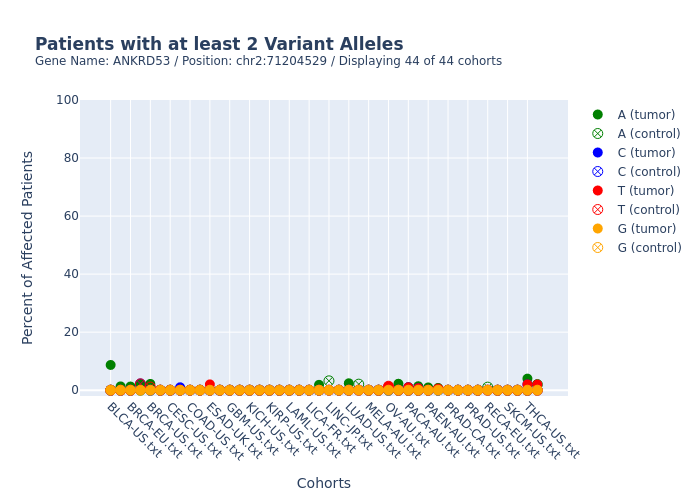 Patients with at least 2 Variant Alleles
Gene Name: ANKRD53 / Position: chr2:71204529 / Displaying 44 of 44 cohorts
100
80
60
40
20
0
Percent of Affected Patients
A (tumor)
A (control)
C (tumor)
C (control)
T (tumor)
T (control)
G (tumor)
G (control)
BLCA-US.txt
BRCA-EU.txt
BRCA-US.txt
CESC-US.txt
COAD-US.txt
ESAD-UK.txt
GBM-US.txt
KICH-US.txt
KIRP-US.txt
LAML-US.txt
LICA-FR.txt
LINC-JP.txt
LUAD-US.txt
MELA-AU.txt
OV-AU.txt
PACA-AU.txt
PAEN-AU.txt
PRAD-CA.txt
PRAD-US.txt
RECA-EU.txt
SKCM-US.txt
THCA-US.txt
Cohorts